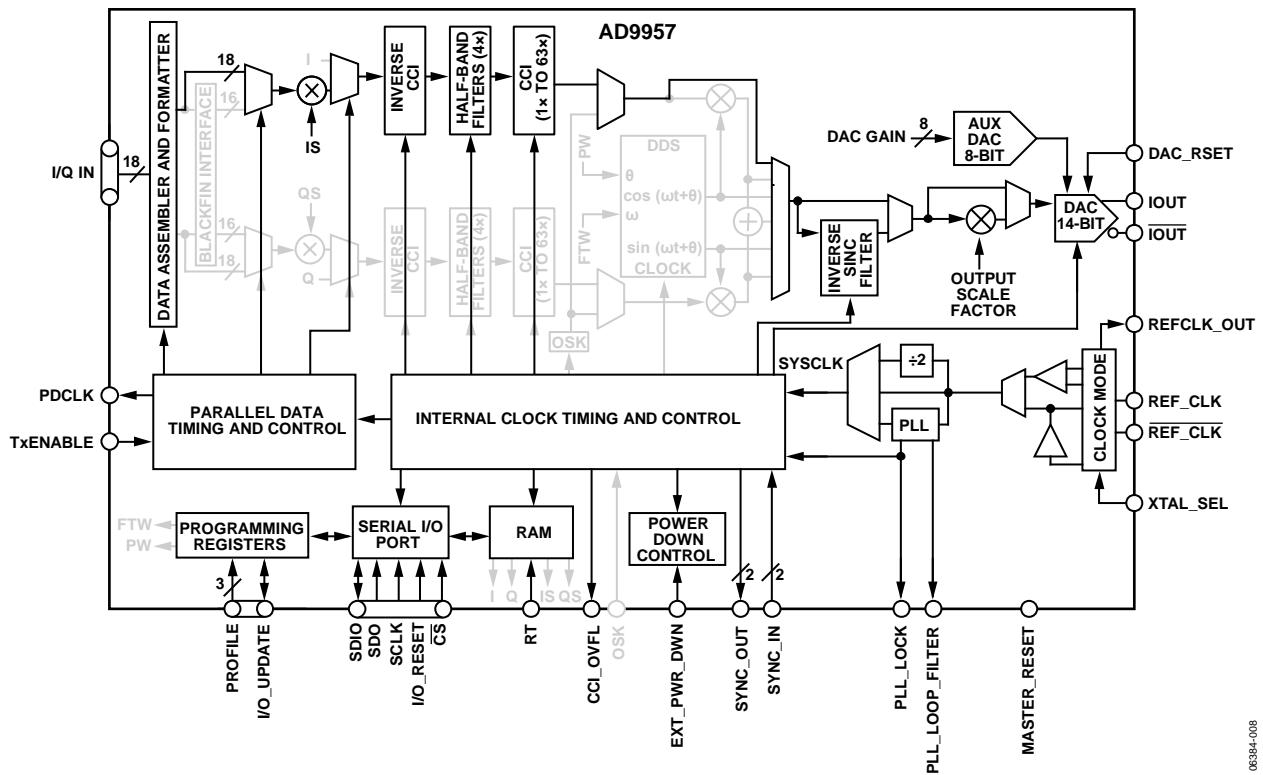 AD9957
I/Q IN
18
DATA ASSEMBLER AND FORMATTER
BLACKFIN INTERFACE
18
16
16
18
I
IS
QS
Q
INVERSE
CCI
HALF-BAND
FILTERS (4×)
CCI
(1× TO 63×)
INVERSE
CCI
HALF-BAND
FILTERS (4×)
CCI
(1× TO 63×)
OSK
PW
FTW
DDS
θ
cos (ωt+θ)
ω
sin (ωt+θ)
CLOCK
INVERSE
SINC
FILTER
OUTPUT
SCALE
FACTOR
DAC GAIN
8
AUX
DAC
8-BIT
DAC
14-BIT
DAC_RSET
IOUT
IOUT
REFCLK_OUT
REF_CLK
REF_CLK
XTAL_SEL
CLOCK MODE
SYSCLK
÷2
PLL
PDCLK
TxENABLE
PARALLEL DATA
TIMING AND CONTROL
INTERNAL CLOCK TIMING AND CONTROL
FTW
PW
PROGRAMMING
REGISTERS
SERIAL I/O
PORT
RAM
I
Q
IS
QS
POWER
DOWN
CONTROL
3
2
2
PROFILE
I/O_UPDATE
SDIO
SDO
SCLK
I/O_RESET
CS
RT
CCI_OVFL
OSK
EXT_PWR_DWN
SYNC_OUT
SYNC_IN
PLL_LOCK
PLL_LOOP_FILTER
MASTER_RESET
06384-008